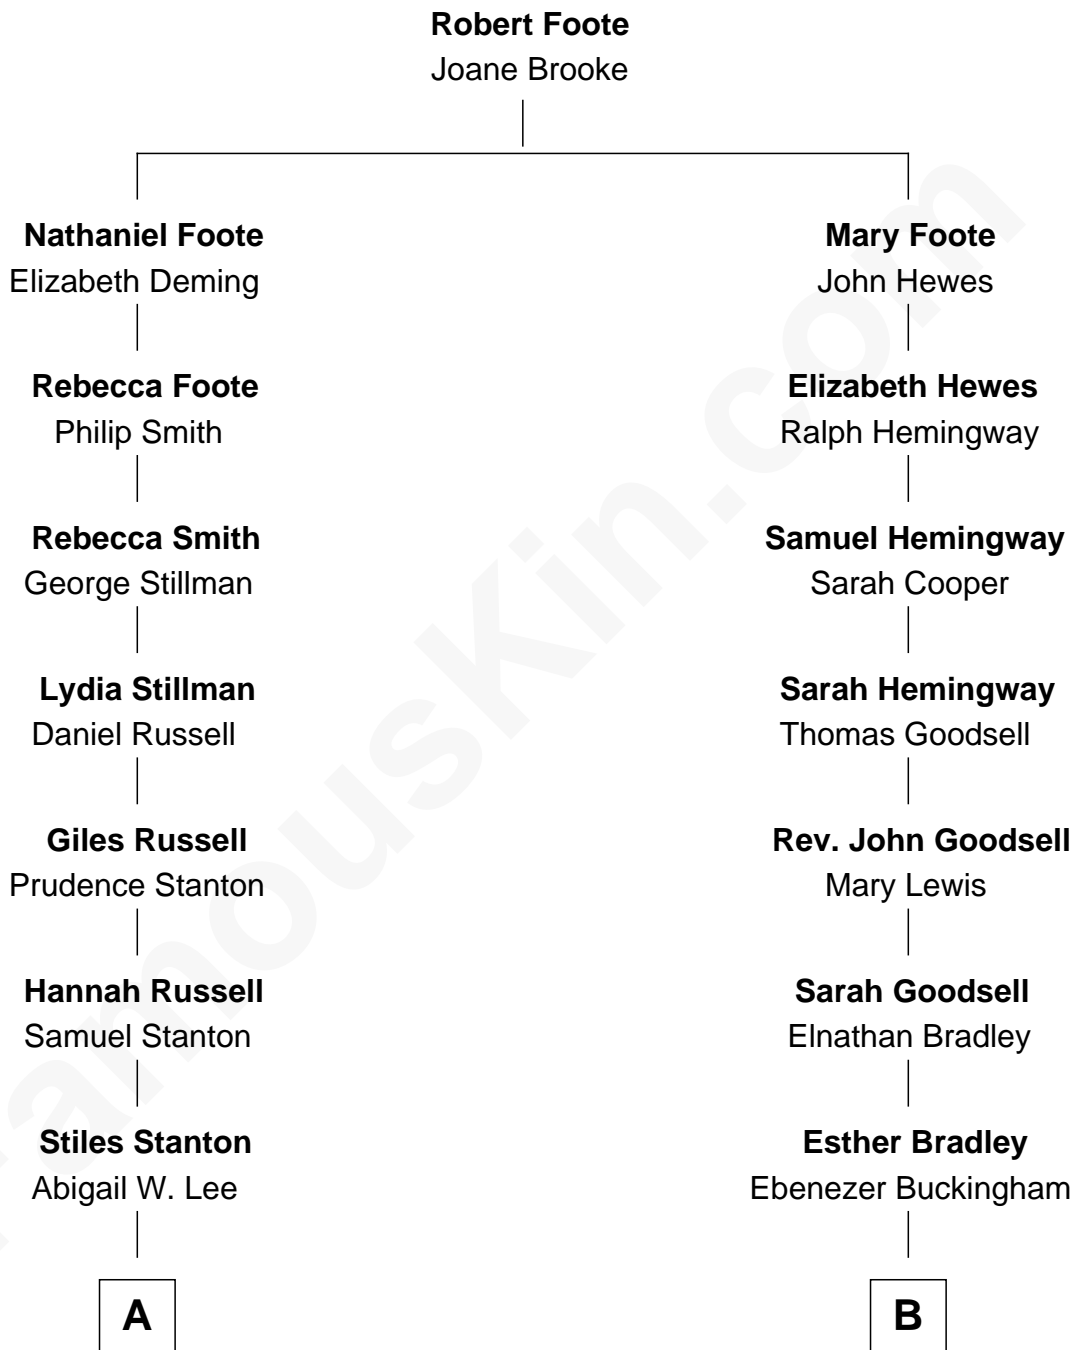 Robert Foote
Joane Brooke
Nathaniel Foote
Elizabeth Deming
Mary Foote
John Hewes
Rebecca Foote
Philip Smith
Elizabeth Hewes
Ralph Hemingway
Rebecca Smith
George Stillman
Samuel Hemingway
Sarah Cooper
Lydia Stillman
Daniel Russell
Sarah Hemingway
Thomas Goodsell
Giles Russell
Prudence Stanton
Rev. John Goodsell
Mary Lewis
Hannah Russell
Samuel Stanton
Sarah Goodsell
Elnathan Bradley
Stiles Stanton
Abigail W. Lee
Esther Bradley
Ebenezer Buckingham
A
B
FamousKin.com